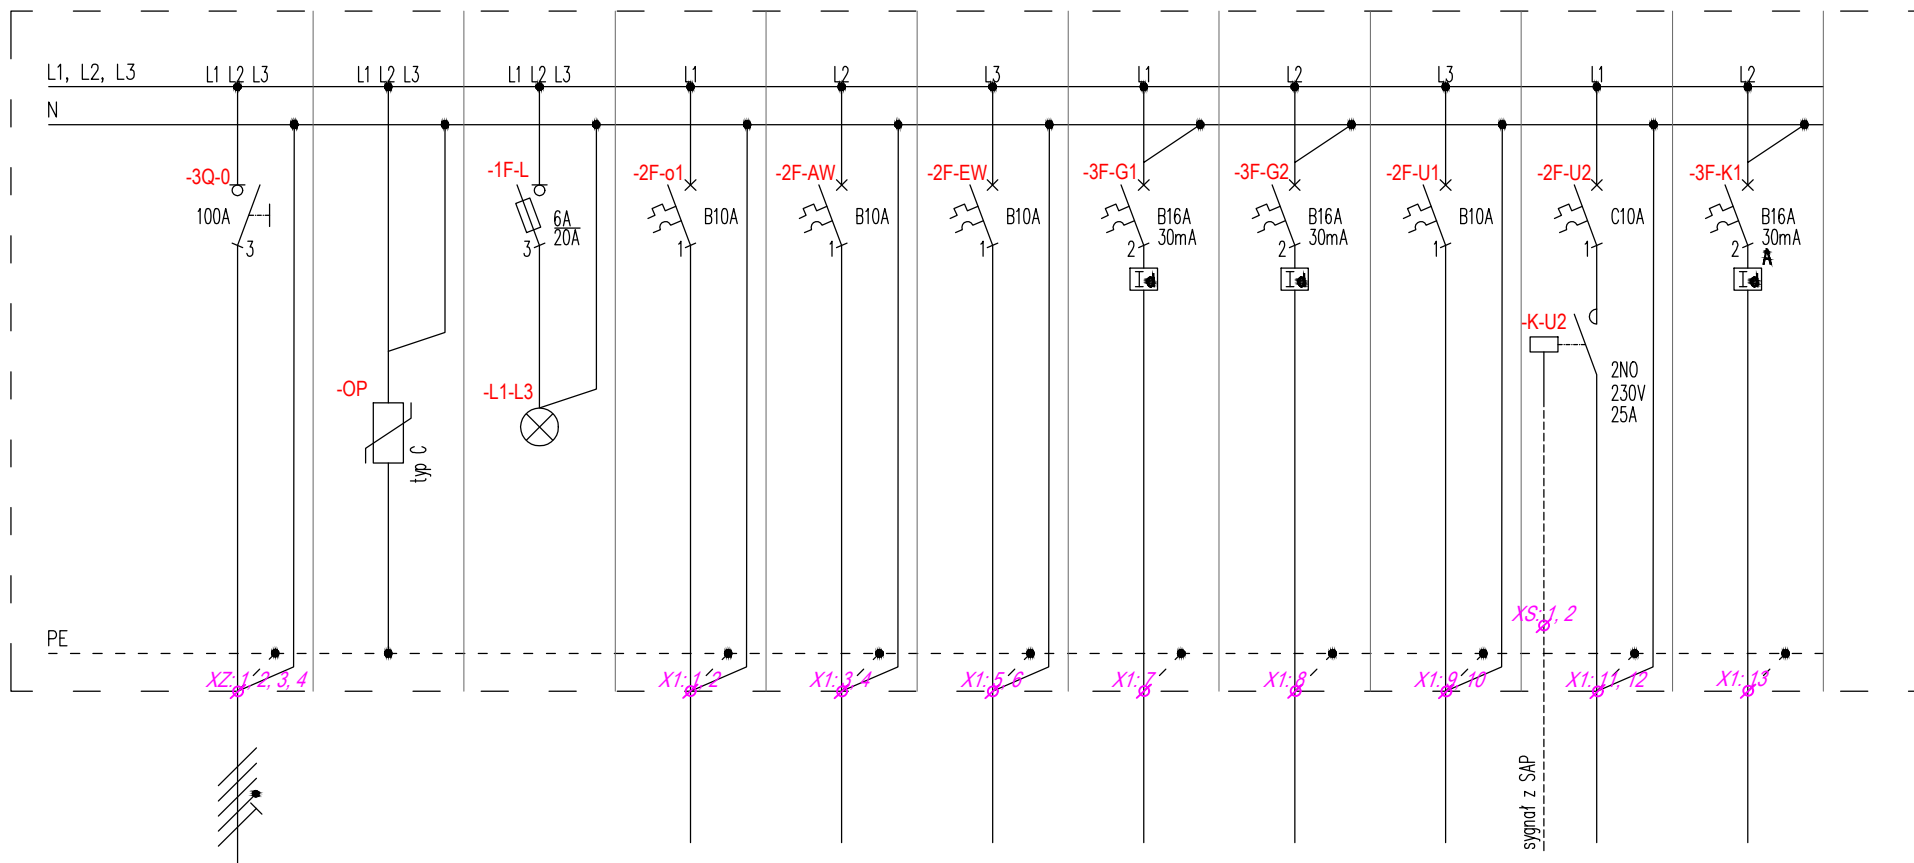 L1, L2, L3
L1 L2 L3
L1 L2 L3
L1 L2 L3
L1
L2
L3
L1
L2
L3
L1
L2
N
-3Q-0
100A
3
-OP
typ C
-1F-L
6A
20A
3
-L1-L3
-2F-o1
B10A
1
-2F-AW
B10A
1
-2F-EW
B10A
1
-3F-G1
B16A
30mA
2
Id
-3F-G2
B16A
30mA
2
Id
-2F-U1
B10A
1
-2F-U2
C10A
1
-K-U2
2NO
230V
25A
-3F-K1
B16A
30mA
A
2
Id
PE
XZ: 1, 2, 3, 4
X1: 1, 2
X1: 3, 4
X1: 5, 6
X1: 7
X1: 8
X1: 9, 10
XS: 1, 2
X1: 11, 12
X1: 13
sygnał z SAP